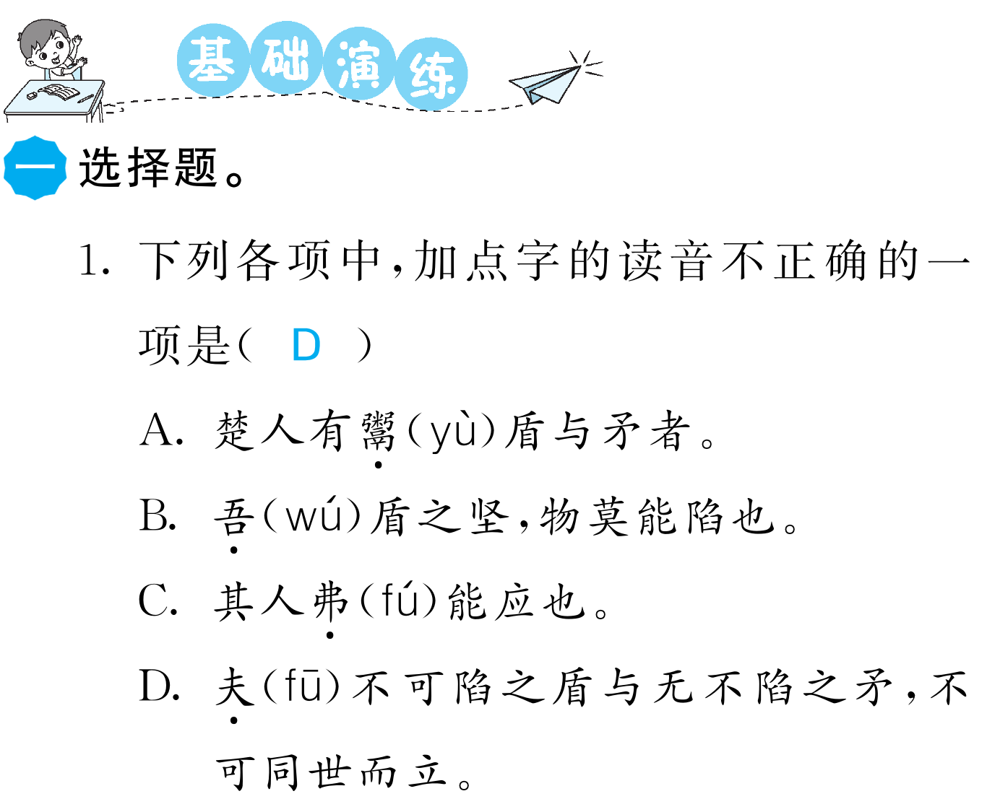 基础演练
一 选择题。
1. 下列各项中,加点字的读音不正确的一
项是( D )
A. 楚人有鬻(yù)盾与矛者。
B. 吾(wú)盾之坚,物莫能陷也。
C. 其人弗(fú)能应也。
D. 夫(fū)不可陷之盾与无不陷之矛,不
可同世而立。